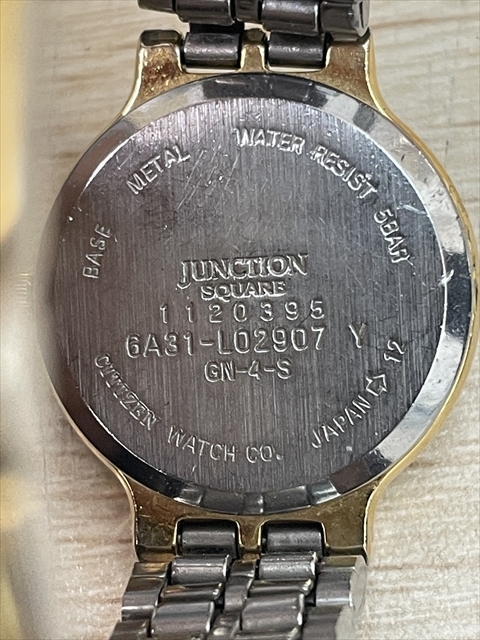 BASE METAL WATER RESIST 5BAR
JUNCTION
SQUARE
1120395
6A31-L02907 Y
GN-4-S
CITIZEN WATCH CO. JAPAN 12